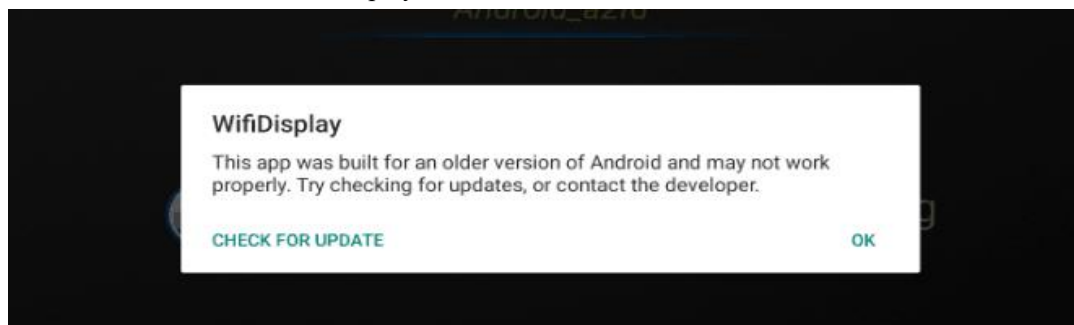 WifiDisplay
This app was built for an older version of Android and may not work
properly. Try checking for updates, or contact the developer.
CHECK FOR UPDATE
OK